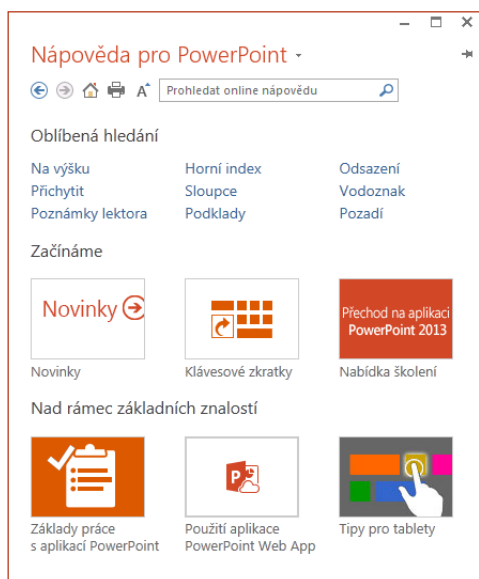 Nápověda pro PowerPoint
Prohledat online nápovědu
Oblíbená hledání
Na výšku
Horní index
Odsazení
Přichytit
Sloupce
Vodoznak
Poznámky lektora
Podklady
Pozadí
Začínáme
Novinky
Přechod na aplikaci
PowerPoint 2013
Novinky
Klávesové zkratky
Nabídka školení
Nad rámec základních znalostí
P
Základy práce
s aplikací PowerPoint
Použití aplikace
PowerPoint Web App
Tipy pro tablety